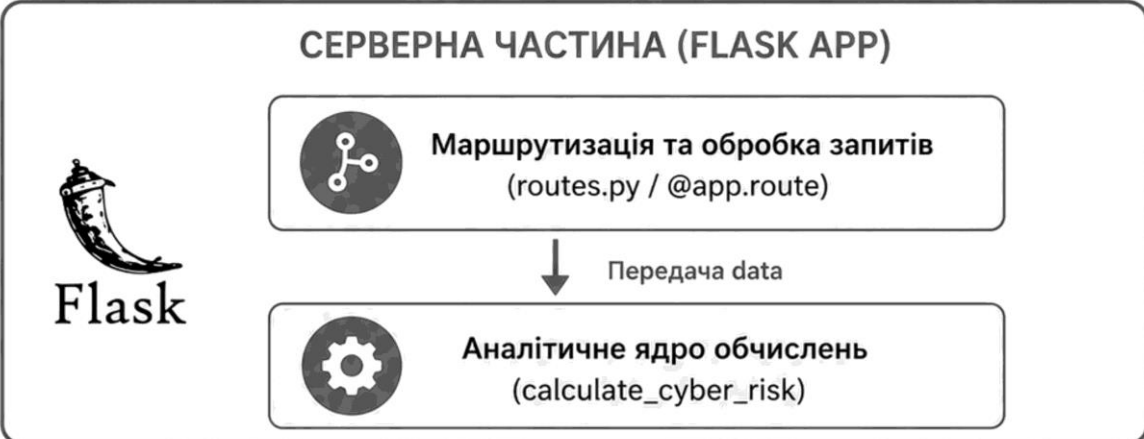 СЕРВЕРНА ЧАСТИНА (FLASK APP)
Маршрутизація та обробка запитів
(routes.py / @app.route)
Передача data
Flask
Аналітичне ядро обчислень
(calculate_cyber_risk)